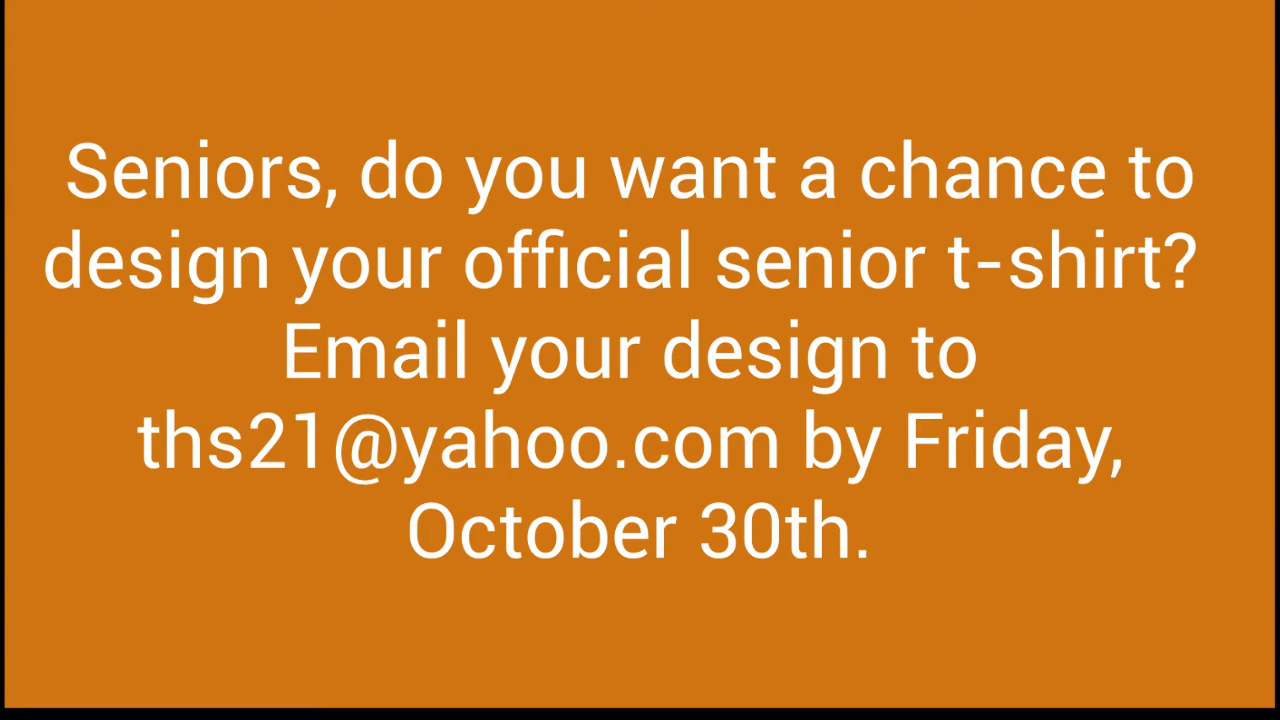 Seniors, do you want a chance to
design your official senior t-shirt?
Email your design to
ths21@yahoo.com by Friday,
October 30th.